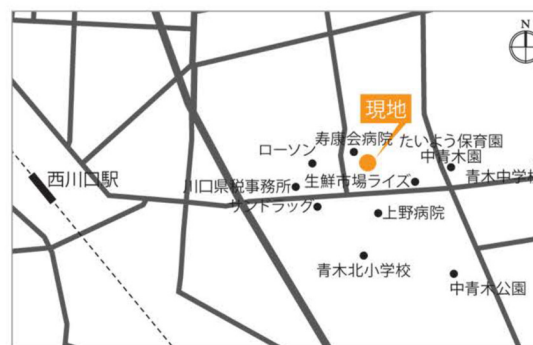 N
現地
寿康会病院
たいよう保育園
ローソン
中青木園
西川口駅
川口県税事務所
生鮮市場ライズ
青木中学校
サンドラッグ
上野病院
青木北小学校
中青木公園